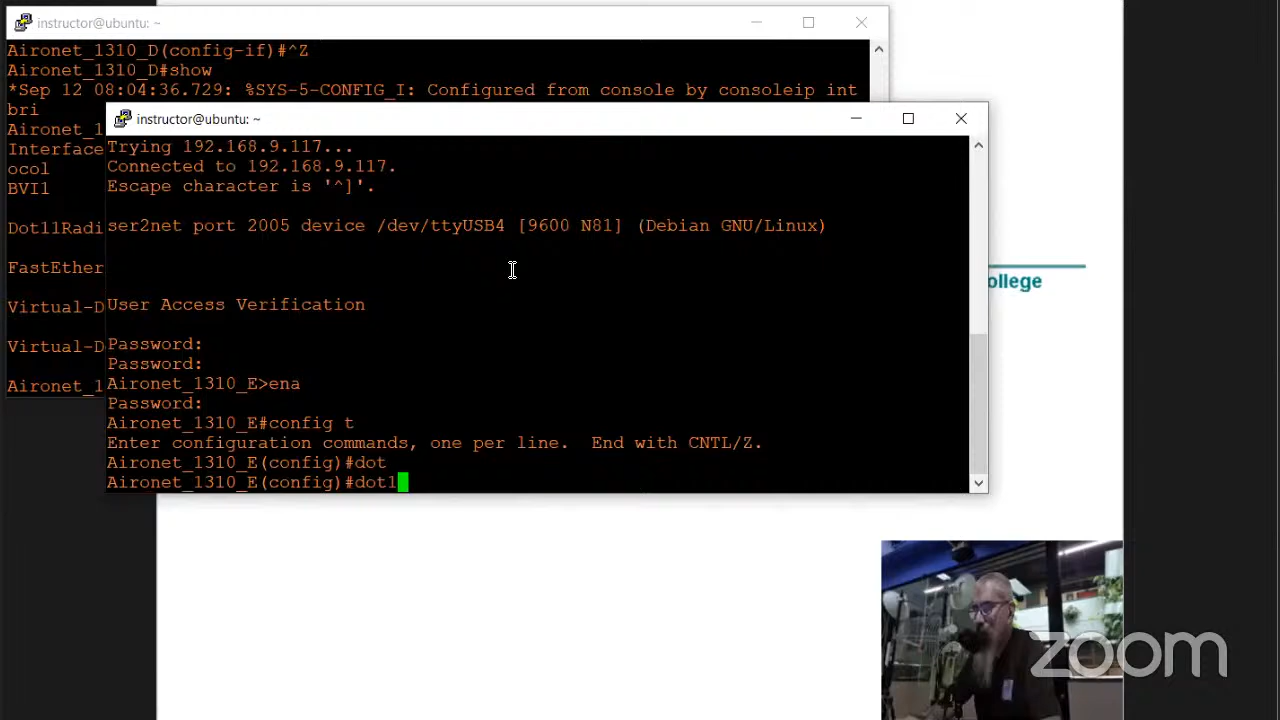 instructor@ubuntu: ~
Aironet_1310_D(config-if)#^Z
Aironet_1310_D#show
*Sep 12 08:04:36.729: %SYS-5-CONFIG_I: Configured from console by consoleip int
bri
Aironet_1
Interface
ocol
BVI1
Dot11Radi
FastEther
Virtual-D
Virtual-D
Aironet_1
instructor@ubuntu: ~
Trying 192.168.9.117...
Connected to 192.168.9.117.
Escape character is '^]'.
ser2net port 2005 device /dev/ttyUSB4 [9600 N81] (Debian GNU/Linux)
User Access Verification
Password:
Password:
Aironet_1310_E>ena
Password:
Aironet_1310_E#config t
Enter configuration commands, one per line.  End with CNTL/Z.
Aironet_1310_E(config)#dot
Aironet_1310_E(config)#dot1
ollege
zoom